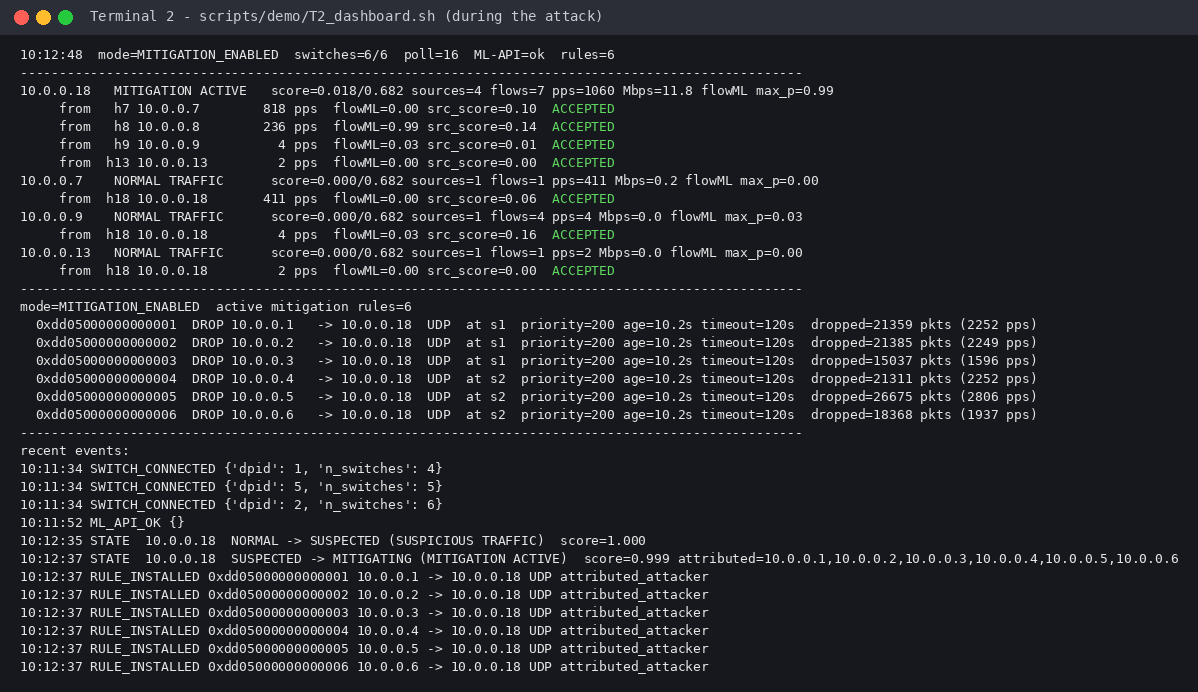 Terminal 2 - scripts/demo/T2_dashboard.sh (during the attack)
10:12:48  mode=MITIGATION_ENABLED  switches=6/6  poll=16  ML-API=ok  rules=6
----------------------------------------------------------------------------------------------------
10.0.0.18   MITIGATION ACTIVE   score=0.018/0.682 sources=4 flows=7 pps=1060 Mbps=11.8 flowML max_p=0.99
     from   h7 10.0.0.7        818 pps  flowML=0.00 src_score=0.10  ACCEPTED
     from   h8 10.0.0.8        236 pps  flowML=0.99 src_score=0.14  ACCEPTED
     from   h9 10.0.0.9          4 pps  flowML=0.03 src_score=0.01  ACCEPTED
     from  h13 10.0.0.13         2 pps  flowML=0.00 src_score=0.00  ACCEPTED
10.0.0.7    NORMAL TRAFFIC      score=0.000/0.682 sources=1 flows=1 pps=411 Mbps=0.2 flowML max_p=0.00
     from  h18 10.0.0.18       411 pps  flowML=0.00 src_score=0.06  ACCEPTED
10.0.0.9    NORMAL TRAFFIC      score=0.000/0.682 sources=1 flows=4 pps=4 Mbps=0.0 flowML max_p=0.03
     from  h18 10.0.0.18         4 pps  flowML=0.03 src_score=0.16  ACCEPTED
10.0.0.13   NORMAL TRAFFIC      score=0.000/0.682 sources=1 flows=1 pps=2 Mbps=0.0 flowML max_p=0.00
     from  h18 10.0.0.18         2 pps  flowML=0.00 src_score=0.00  ACCEPTED
----------------------------------------------------------------------------------------------------
mode=MITIGATION_ENABLED  active mitigation rules=6
  0xdd05000000000001  DROP 10.0.0.1   -> 10.0.0.18  UDP  at s1  priority=200 age=10.2s timeout=120s  dropped=21359 pkts (2252 pps)
  0xdd05000000000002  DROP 10.0.0.2   -> 10.0.0.18  UDP  at s1  priority=200 age=10.2s timeout=120s  dropped=21385 pkts (2249 pps)
  0xdd05000000000003  DROP 10.0.0.3   -> 10.0.0.18  UDP  at s1  priority=200 age=10.2s timeout=120s  dropped=15037 pkts (1596 pps)
  0xdd05000000000004  DROP 10.0.0.4   -> 10.0.0.18  UDP  at s2  priority=200 age=10.2s timeout=120s  dropped=21311 pkts (2252 pps)
  0xdd05000000000005  DROP 10.0.0.5   -> 10.0.0.18  UDP  at s2  priority=200 age=10.2s timeout=120s  dropped=26675 pkts (2806 pps)
  0xdd05000000000006  DROP 10.0.0.6   -> 10.0.0.18  UDP  at s2  priority=200 age=10.2s timeout=120s  dropped=18368 pkts (1937 pps)
----------------------------------------------------------------------------------------------------
recent events:
10:11:34 SWITCH_CONNECTED {'dpid': 1, 'n_switches': 4}
10:11:34 SWITCH_CONNECTED {'dpid': 5, 'n_switches': 5}
10:11:34 SWITCH_CONNECTED {'dpid': 2, 'n_switches': 6}
10:11:52 ML_API_OK {}
10:12:35 STATE  10.0.0.18  NORMAL -> SUSPECTED (SUSPICIOUS TRAFFIC)  score=1.000
10:12:37 STATE  10.0.0.18  SUSPECTED -> MITIGATING (MITIGATION ACTIVE)  score=0.999 attributed=10.0.0.1,10.0.0.2,10.0.0.3,10.0.0.4,10.0.0.5,10.0.0.6
10:12:37 RULE_INSTALLED 0xdd05000000000001 10.0.0.1 -> 10.0.0.18 UDP attributed_attacker
10:12:37 RULE_INSTALLED 0xdd05000000000002 10.0.0.2 -> 10.0.0.18 UDP attributed_attacker
10:12:37 RULE_INSTALLED 0xdd05000000000003 10.0.0.3 -> 10.0.0.18 UDP attributed_attacker
10:12:37 RULE_INSTALLED 0xdd05000000000004 10.0.0.4 -> 10.0.0.18 UDP attributed_attacker
10:12:37 RULE_INSTALLED 0xdd05000000000005 10.0.0.5 -> 10.0.0.18 UDP attributed_attacker
10:12:37 RULE_INSTALLED 0xdd05000000000006 10.0.0.6 -> 10.0.0.18 UDP attributed_attacker